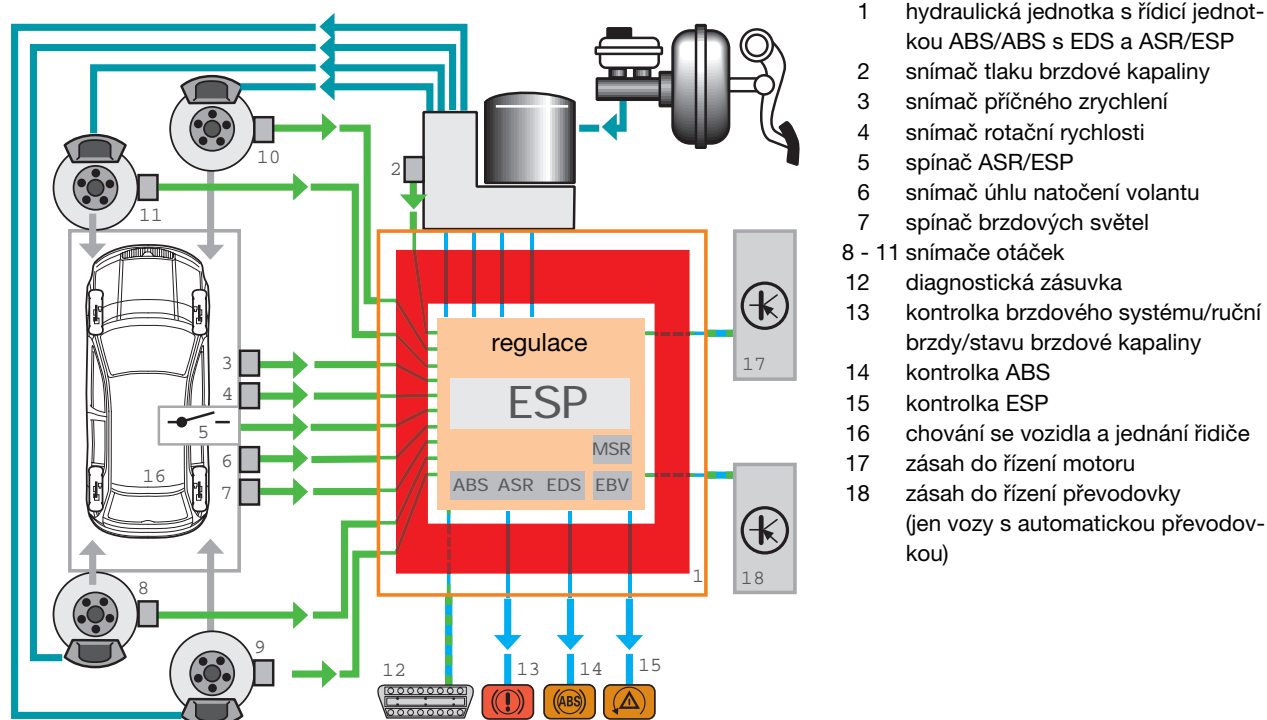 10
11
2
3
4
5
6
7
16
8
9
regulace
ESP
MSR
ABS ASR EDS EBV
1
17
18
12
13
14
15
ABS
1 hydraulická jednotka s řídicí jednot-
kou ABS/ABS s EDS a ASR/ESP
2 snímač tlaku brzdové kapaliny
3 snímač příčného zrychlení
4 snímač rotační rychlosti
5 spínač ASR/ESP
6 snímač úhlu natočení volantu
7 spínač brzdových světel
8 - 11 snímače otáček
12 diagnostická zásuvka
13 kontrolka brzdového systému/ruční
brzdy/stavu brzdové kapaliny
14 kontrolka ABS
15 kontrolka ESP
16 chování se vozidla a jednání řidiče
17 zásah do řízení motoru
18 zásah do řízení převodovky
(jen vozy s automatickou převodov-
kou)